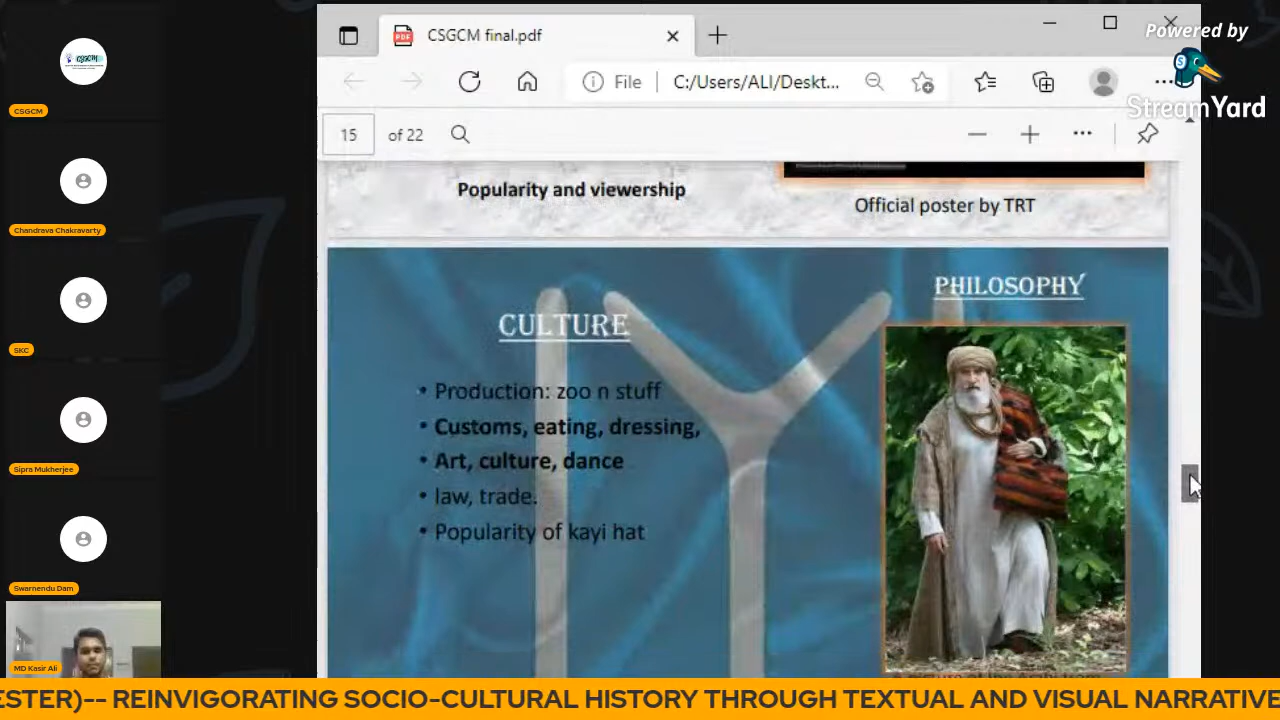 CSGCM
Chandrava Chakravarty
SKC
Sipra Mukherjee
Swarnendu Dam
MD Kasir Ali
CSGCM final.pdf
File
C:/Users/ALI/Deskt...
15 of 22
Powered by
StreamYard
Popularity and viewership
Official poster by TRT
CULTURE
• Production: zoo n stuff
• Customs, eating, dressing,
• Art, culture, dance
• law, trade.
• Popularity of kayi hat
PHILOSOPHY
ESTER)-- REINVIGORATING SOCIO-CULTURAL HISTORY THROUGH TEXTUAL AND VISUAL NARRATIVE